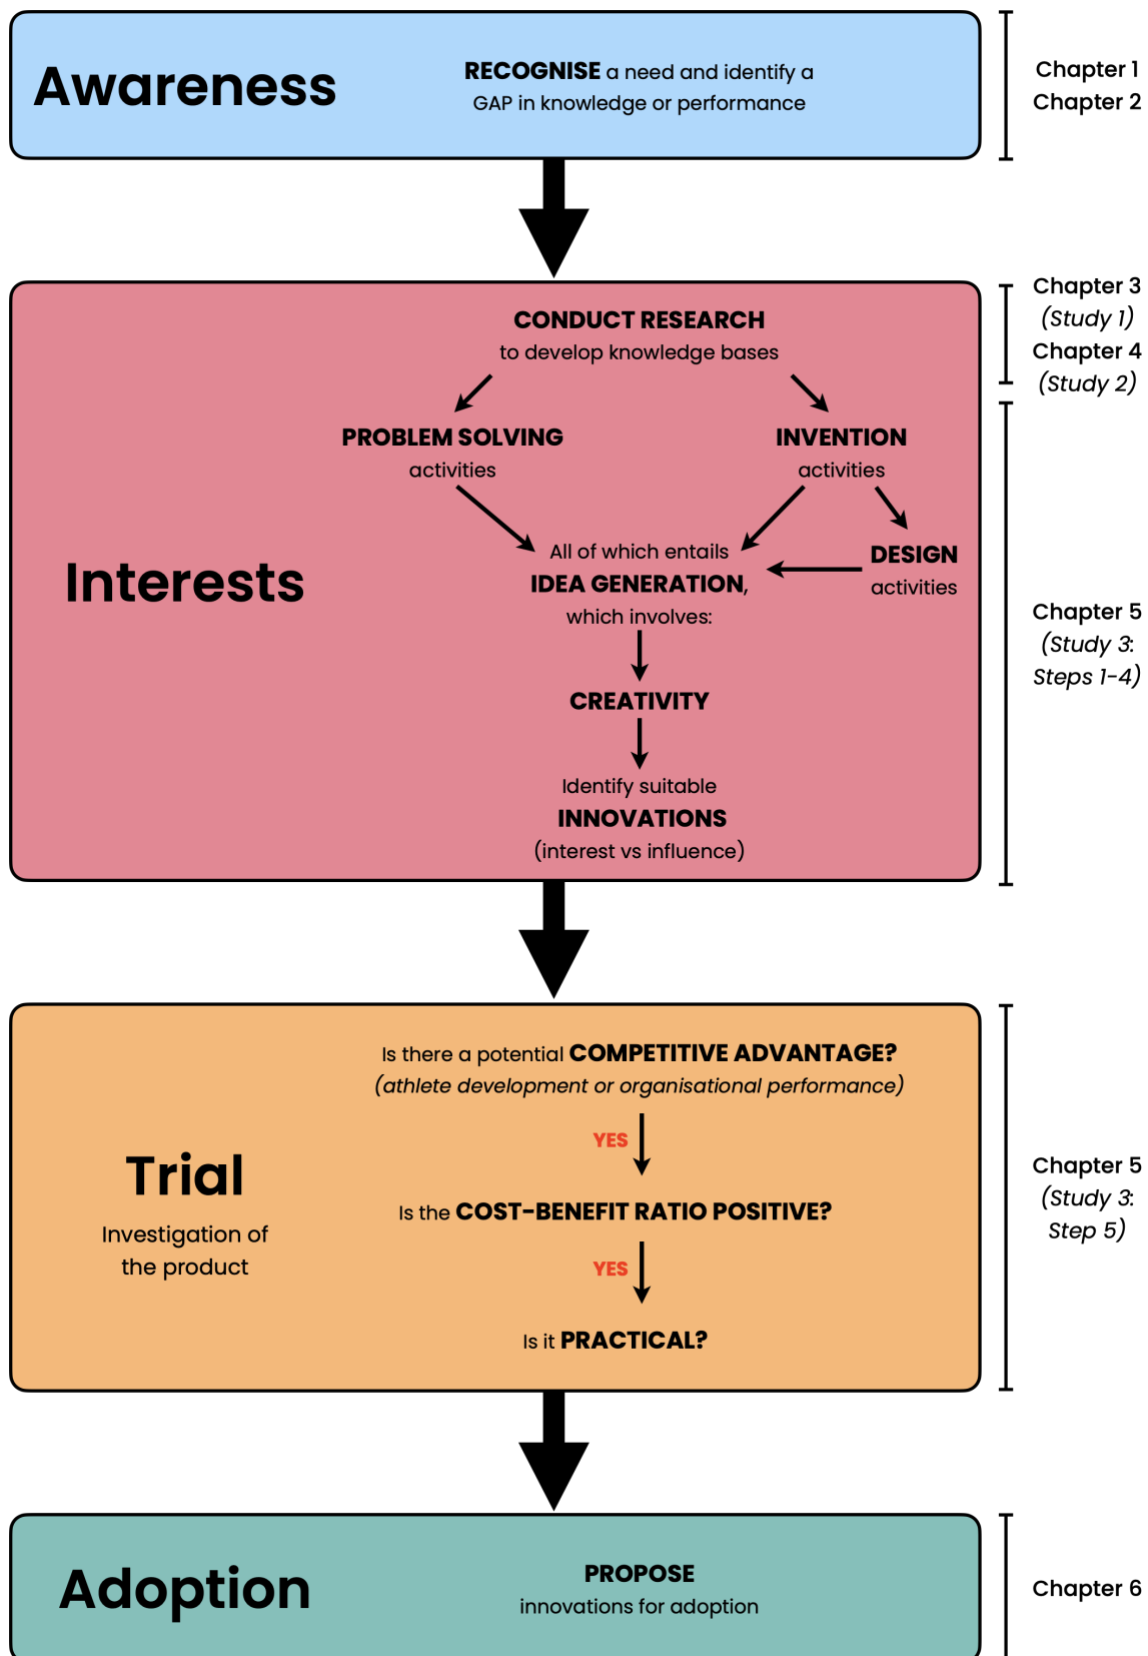 Awareness
RECOGNISE a need and identify a
GAP in knowledge or performance
Chapter 1
Chapter 2
Interests
CONDUCT RESEARCH
to develop knowledge bases
PROBLEM SOLVING
activities
INVENTION
activities
DESIGN
activities
All of which entails
IDEA GENERATION,
which involves:
CREATIVITY
Identify suitable
INNOVATIONS
(interest vs influence)
Chapter 3
(Study 1)
Chapter 4
(Study 2)
Chapter 5
(Study 3:
Steps 1-4)
Trial
Investigation of
the product
Is there a potential COMPETITIVE ADVANTAGE?
(athlete development or organisational performance)
YES
Is the COST-BENEFIT RATIO POSITIVE?
YES
Is it PRACTICAL?
Chapter 5
(Study 3:
Step 5)
Adoption
PROPOSE
innovations for adoption
Chapter 6